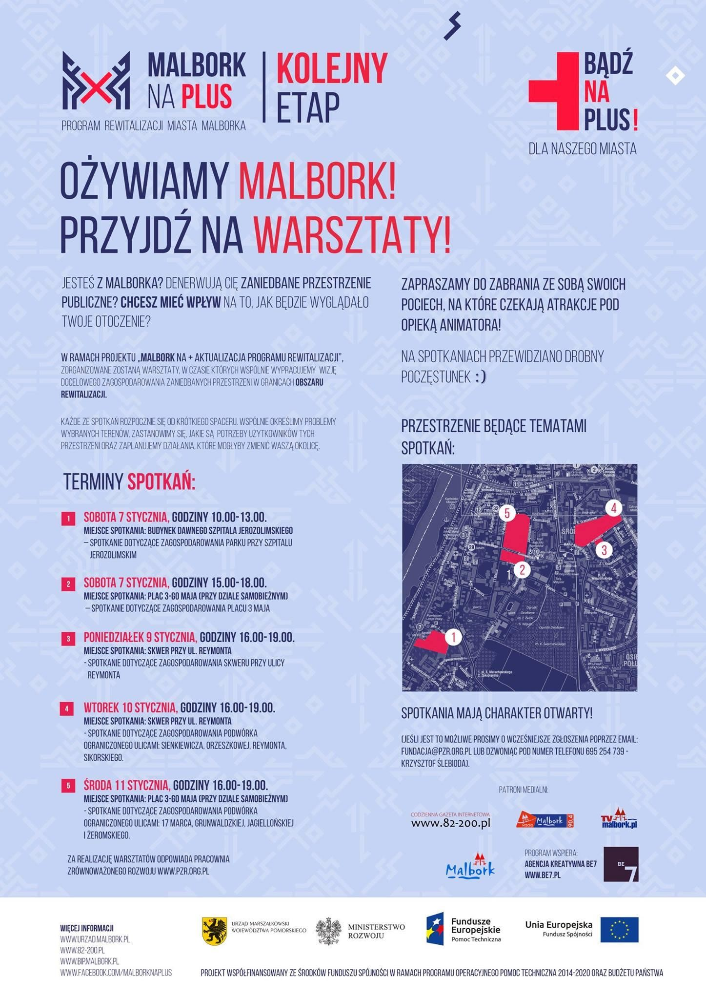 MALBORK
NA PLUS
PROGRAM REWITALIZACJI MIASTA MALBORKA
KOLEJNY
ETAP
BĄDŹ
NA
PLUS!
DLA NASZEGO MIASTA
OŻYWIAMY MALBORK!
PRZYJDŹ NA WARSZTATY!
JESTEŚ Z MALBORKA? DENERWUJĄ CIĘ ZANIEDBANE PRZESTRZENIE
PUBLICZNE? CHCESZ MIEĆ WPŁYW NA TO, JAK BĘDZIE WYGLĄDAŁO
TWOJE OTOCZENIE?
W RAMACH PROJEKTU „MALBORK NA + AKTUALIZACJA PROGRAMU REWITALIZACJI”,
ZORGANIZOWANE ZOSTANĄ WARSZTATY, W CZASIE KTÓRYCH WSPÓLNIE WYPRACUJEMY WIZJĘ
DOCELOWEGO ZAGOSPODAROWANIA ZANIEDBANYCH PRZESTRZENI W GRANICACH OBSZARU
REWITALIZACJI.
KAŻDE ZE SPOTKAŃ ROZPOCZNIE SIĘ OD KRÓTKIEGO SPACERU. WSPÓLNIE OKREŚLIMY PROBLEMY
WYBRANYCH TERENÓW, ZASTANOWIMY SIĘ, JAKIE SĄ POTRZEBY UŻYTKOWNIKÓW TYCH
PRZESTRZENI ORAZ ZAPLANUJEMY DZIAŁANIA, KTÓRE MOGŁYBY ZMIENIĆ WASZĄ OKOLICĘ.
TERMINY SPOTKAŃ:
1 SOBOTA 7 STYCZNIA, GODZINY 10.00-13.00.
MIEJSCE SPOTKANIA: BUDYNEK DAWNEGO SZPITALA JEROZOLIMSKIEGO
– SPOTKANIE DOTYCZĄCE ZAGOSPODAROWANIA PARKU PRZY SZPITALU
JEROZOLIMSKIM
2 SOBOTA 7 STYCZNIA, GODZINY 15.00-18.00.
MIEJSCE SPOTKANIA: PLAC 3-GO MAJA (PRZY DZIALE SAMOBIEŻNYM)
– SPOTKANIE DOTYCZĄCE ZAGOSPODAROWANIA PLACU 3 MAJA
3 PONIEDZIAŁEK 9 STYCZNIA, GODZINY 16.00-19.00.
MIEJSCE SPOTKANIA: SKWER PRZY UL. REYMONTA
- SPOTKANIE DOTYCZĄCE ZAGOSPODAROWANIA SKWERU PRZY ULICY
REYMONTA
4 WTOREK 10 STYCZNIA, GODZINY 16.00-19.00.
MIEJSCE SPOTKANIA: SKWER PRZY UL. REYMONTA
- SPOTKANIE DOTYCZĄCE ZAGOSPODAROWANIA PODWÓRKA
OGRANICZONEGO ULICAMI: SIENKIEWICZA, ORZESZKOWEJ, REYMONTA,
SIKORSKIEGO.
5 ŚRODA 11 STYCZNIA, GODZINY 16.00-19.00.
MIEJSCE SPOTKANIA: PLAC 3-GO MAJA (PRZY DZIALE SAMOBIEŻNYM)
- SPOTKANIE DOTYCZĄCE ZAGOSPODAROWANIA PODWÓRKA
OGRANICZONEGO ULICAMI: 17 MARCA, GRUNWALDZKIEJ, JAGIELLOŃSKIEJ
I ŻEROMSKIEGO.
ZA REALIZACJĘ WARSZTATÓW ODPOWIADA PRACOWNIA
ZRÓWNOWAŻONEGO ROZWOJU WWW.PZR.ORG.PL
ZAPRASZAMY DO ZABRANIA ZE SOBĄ SWOICH
POCIECH, NA KTÓRE CZEKAJĄ ATRAKCJE POD
OPIEKĄ ANIMATORA!
NA SPOTKANIACH PRZEWIDZIANO DROBNY
POCZĘSTUNEK :)
PRZESTRZENIE BĘDĄCE TEMATAMI
SPOTKAŃ:
5
4
3
1 2
1
SPOTKANIA MAJĄ CHARAKTER OTWARTY!
(JEŚLI JEST TO MOŻLIWE PROSIMY O WCZEŚNIEJSZE ZGŁOSZENIA POPRZEZ EMAIL:
FUNDACJA@PZR.ORG.PL LUB DZWONIĄC POD NUMER TELEFONU 695 254 739 -
KRZYSZTOF ŚLEBIODA).
PATRONI MEDIALNI:
CODZIENNA GAZETA INTERNETOWA
www.82-200.pl
Radio Malbork 90.4
TV
malbork.pl
Malbork
PROGRAM WSPIERA:
AGENCJA KREATYWNA BE7
WWW.BE7.PL
BE
7
WIĘCEJ INFORMACJI
WWW.URZAD.MALBORK.PL
WWW.82-200.PL
WWW.BIP.MALBORK.PL
WWW.FACEBOOK.COM/MALBORKNAPLUS
URZĄD MARSZAŁKOWSKI
WOJEWÓDZTWA POMORSKIEGO
MINISTERSTWO
ROZWOJU
Fundusze
Europejskie
Pomoc Techniczna
Unia Europejska
Fundusz Spójności
PROJEKT WSPÓŁFINANSOWANY ZE ŚRODKÓW FUNDUSZU SPÓJNOŚCI W RAMACH PROGRAMU OPERACYJNEGO POMOC TECHNICZNA 2014-2020 ORAZ BUDŻETU PAŃSTWA